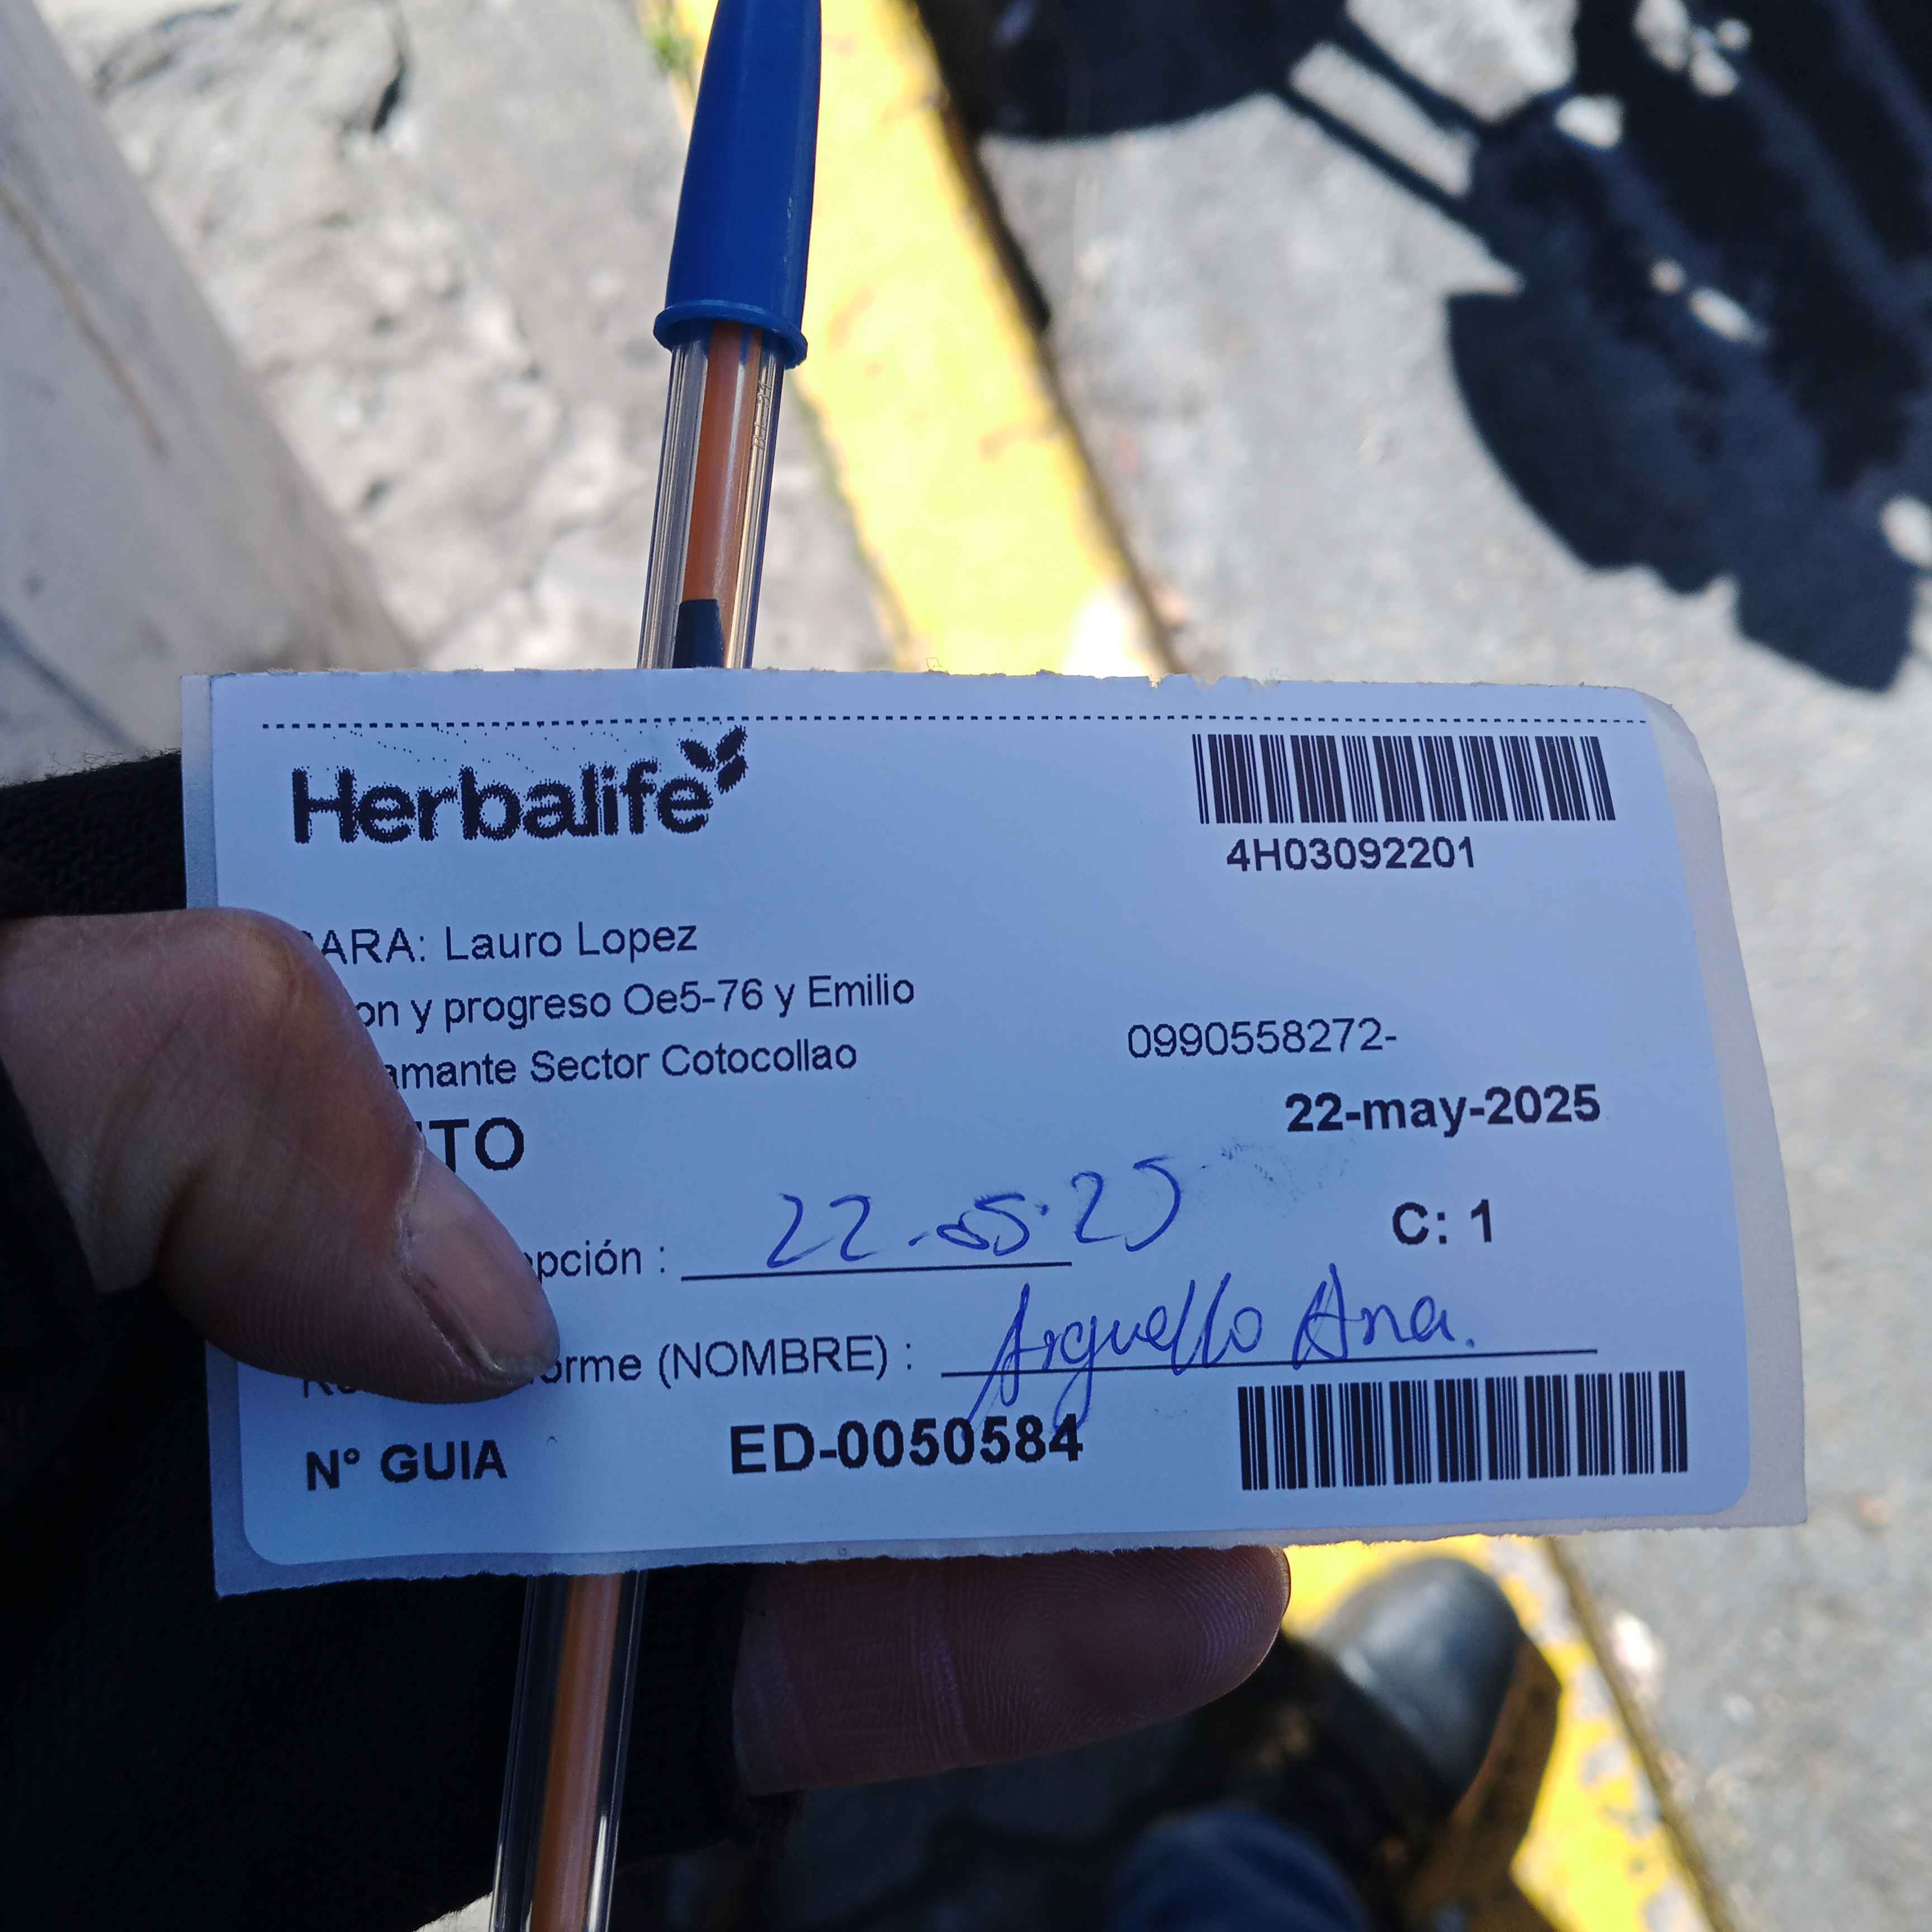 Herbalife
4H03092201
PARA: Lauro Lopez
on y progreso Oe5-76 y Emilio
amante Sector Cotocollao
0990558272-
22-may-2025
TO
pción : 22-05-25
C: 1
orme (NOMBRE) : Arguello Ana.
N° GUIA ED-0050584